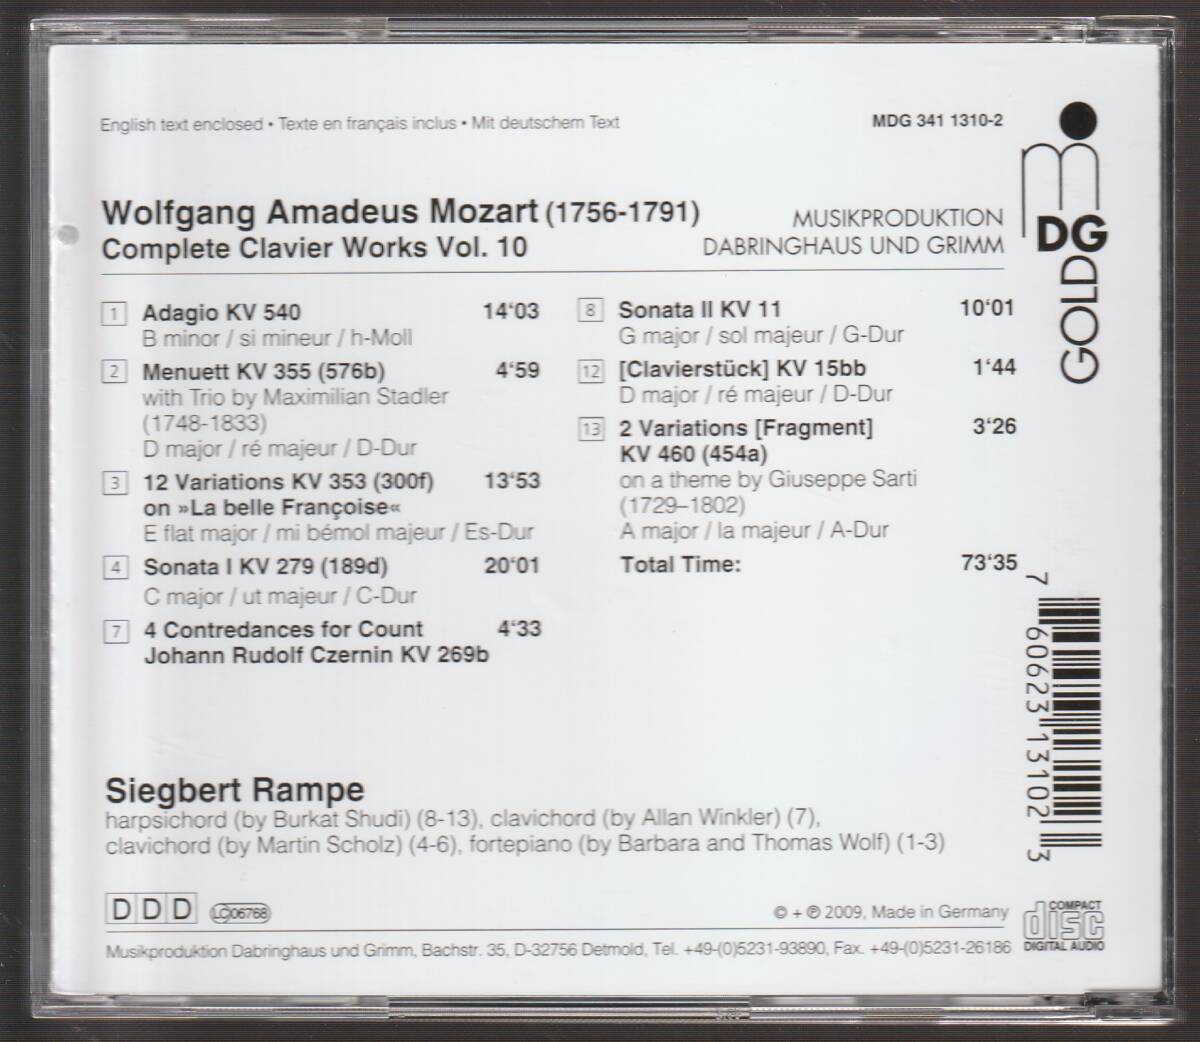 English text enclosed • Texte en français inclus • Mit deutschem Text
MDG 341 1310-2
Wolfgang Amadeus Mozart (1756-1791)
Complete Clavier Works Vol. 10
MUSIKPRODUKTION
DABRINGHAUS UND GRIMM
m
DG
GOLD
1 Adagio KV 540 14‘03
B minor / si mineur / h-Moll
2 Menuett KV 355 (576b) 4‘59
with Trio by Maximilian Stadler
(1748-1833)
D major / ré majeur / D-Dur
3 12 Variations KV 353 (300f) 13‘53
on »La belle Françoise«
E flat major / mi bémol majeur / Es-Dur
4 Sonata I KV 279 (189d) 20‘01
C major / ut majeur / C-Dur
7 4 Contredances for Count 4‘33
Johann Rudolf Czernin KV 269b
8 Sonata II KV 11 10‘01
G major / sol majeur / G-Dur
12 [Clavierstück] KV 15bb 1‘44
D major / ré majeur / D-Dur
13 2 Variations [Fragment] 3‘26
KV 460 (454a)
on a theme by Giuseppe Sarti
(1729–1802)
A major / la majeur / A-Dur
Total Time: 73‘35
7 60623 13102 3
Siegbert Rampe
harpsichord (by Burkat Shudi) (8-13), clavichord (by Allan Winkler) (7),
clavichord (by Martin Scholz) (4-6), fortepiano (by Barbara and Thomas Wolf) (1-3)
D D D LC 06768
© + ℗ 2009, Made in Germany
COMPACT
disc
DIGITAL AUDIO
Musikproduktion Dabringhaus und Grimm, Bachstr. 35, D-32756 Detmold, Tel. +49-(0)5231-93890, Fax. +49-(0)5231-26186